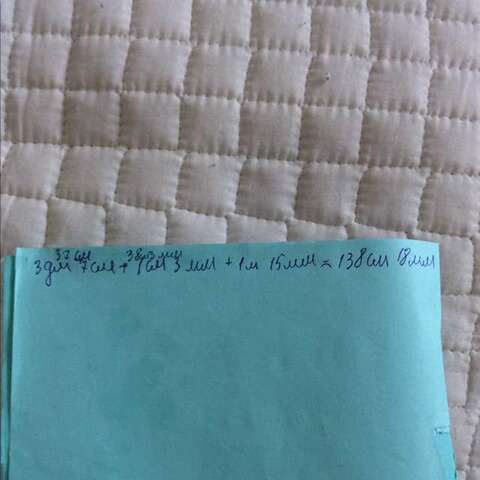 37 см 38 см 3 мм
3 дм 7 см + 1 см 3 мм + 1 м 15 мм = 138 см 18 мм